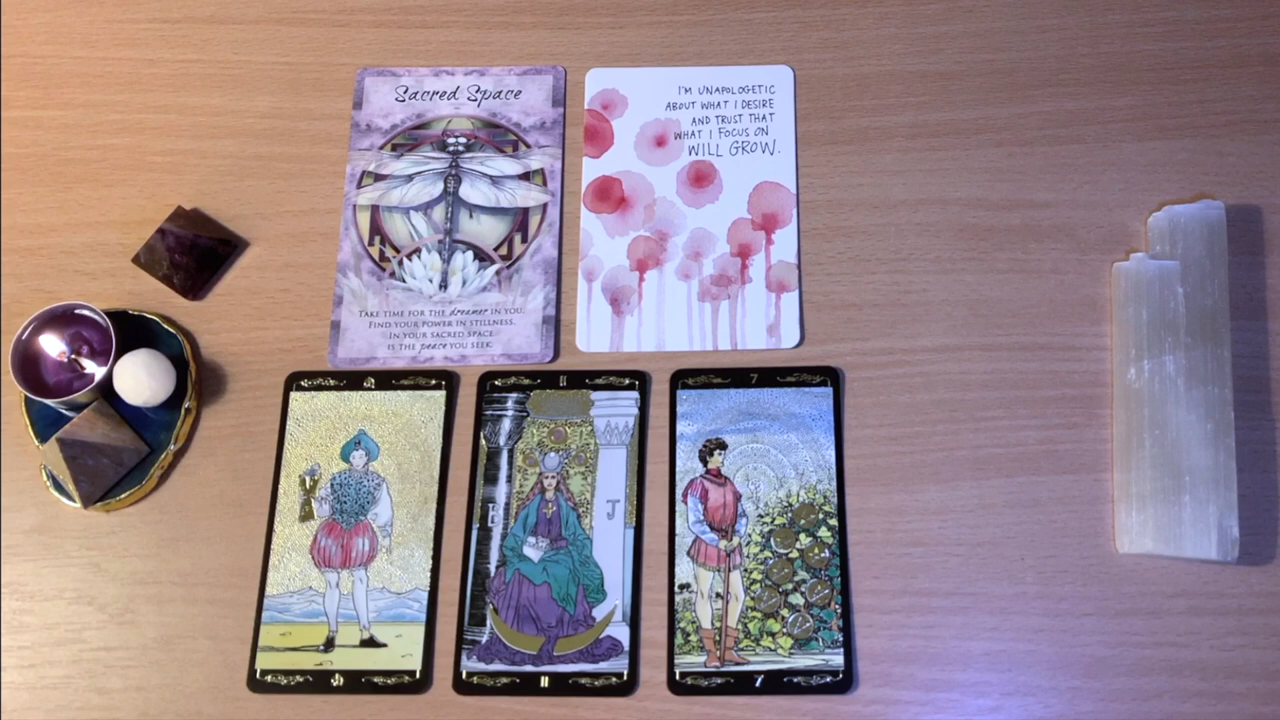 Sacred Space
TAKE TIME FOR THE dreamer IN YOU.
FIND YOUR POWER IN STILLNESS.
IN YOUR SACRED SPACE
IS THE peace YOU SEEK.
I'M UNAPOLOGETIC
ABOUT WHAT I DESIRE
AND TRUST THAT
WHAT I FOCUS ON
WILL GROW.
II
7
B
J
II
7